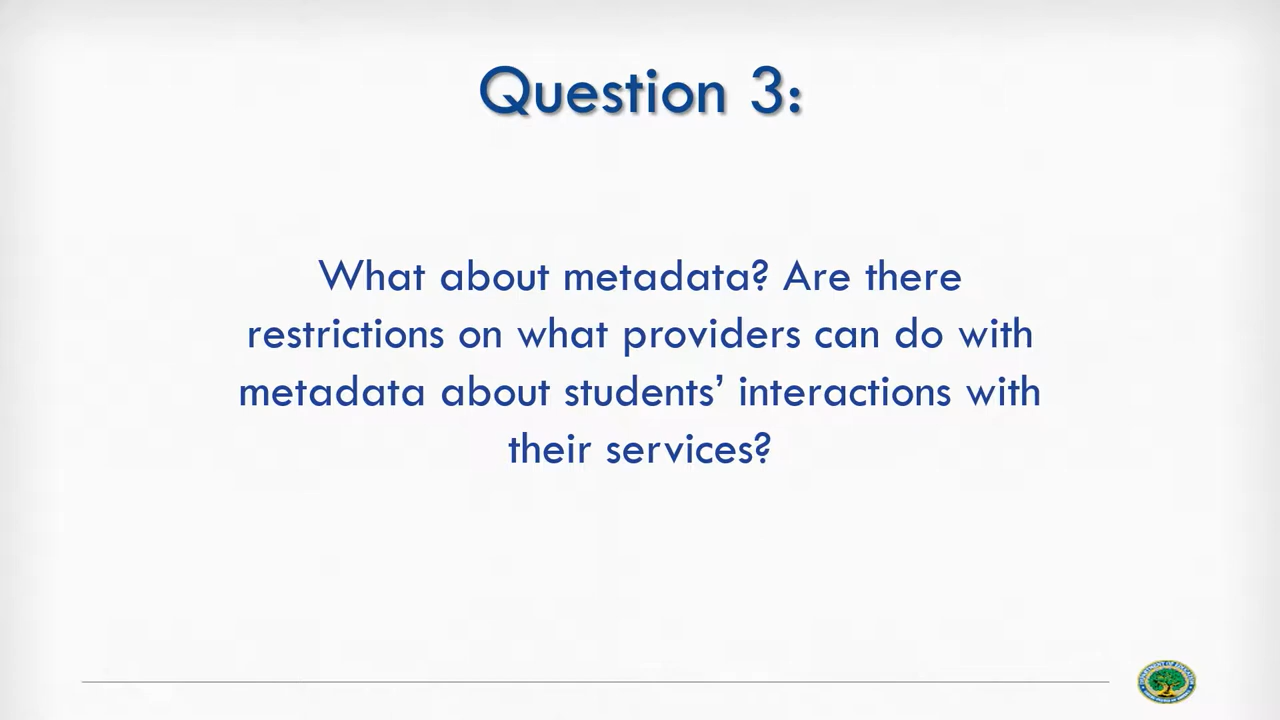 Question 3:
What about metadata? Are there
restrictions on what providers can do with
metadata about students’ interactions with
their services?